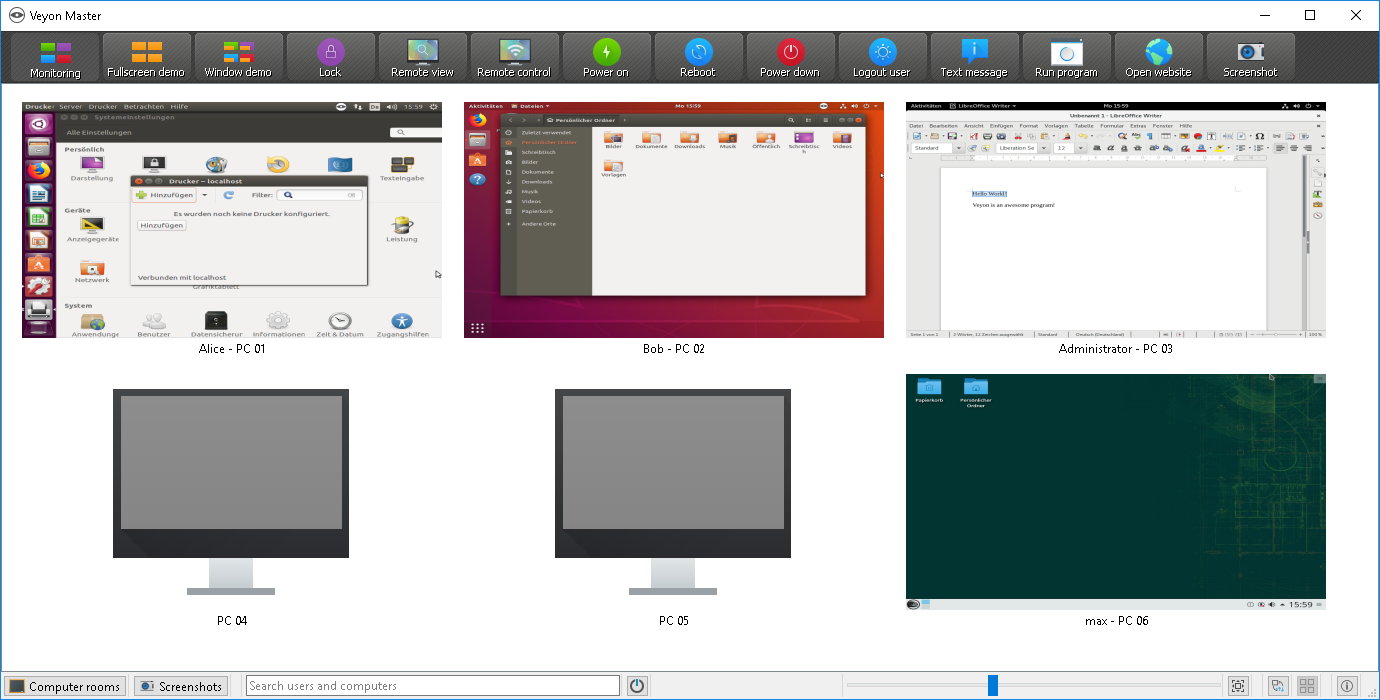 Veyon Master
Monitoring
Fullscreen demo
Window demo
Lock
Remote view
Remote control
Power on
Reboot
Power down
Logout user
Text message
Run program
Open website
Screenshot
Drucker Server Drucker Betrachten Hilfe
De
15:59
Systemeinstellungen
Alle Einstellungen
Persönlich
Darstellung
Texteingabe
Drucker – localhost
Hinzufügen
Filter:
Es wurden noch keine Drucker konfiguriert.
Hinzufügen
Geräte
Anzeigegeräte
Leistung
Netzwerk
Verbunden mit localhost
Grafiktablett
System
Anwendunge
Benutzer
Datensicherur
Informationen
Zeit & Datum
Zugangshilfen
Alice - PC 01
Aktivitäten
Dateien
Mo 15:59
Persönlicher Ordner
Zuletzt verwendet
Persönlicher Ordner
Schreibtisch
Bilder
Dokumente
Downloads
Musik
Videos
Papierkorb
Andere Orte
Bilder
Dokumente
Downloads
Musik
Öffentlich
Schreibtisc
h
Videos
Vorlagen
Bob - PC 02
Aktivitäten
LibreOffice Writer
Mo 15:59
Unbenannt 1 - LibreOffice Writer
Datei Bearbeiten Ansicht Einfügen Format Vorlagen Tabelle Formular Extras Fenster Hilfe
Standard
Liberation Se
12
Hello World!
Veyon is an awesome program!
Seite 1 von 1
2 Wörter, 12 Zeichen ausgewählt
Standard
Deutsch (Deutschland)
100%
Administrator - PC 03
PC 04
PC 05
Papierkorb
Persönlicher
Ordner
15:59
max - PC 06
Computer rooms
Screenshots
Search users and computers